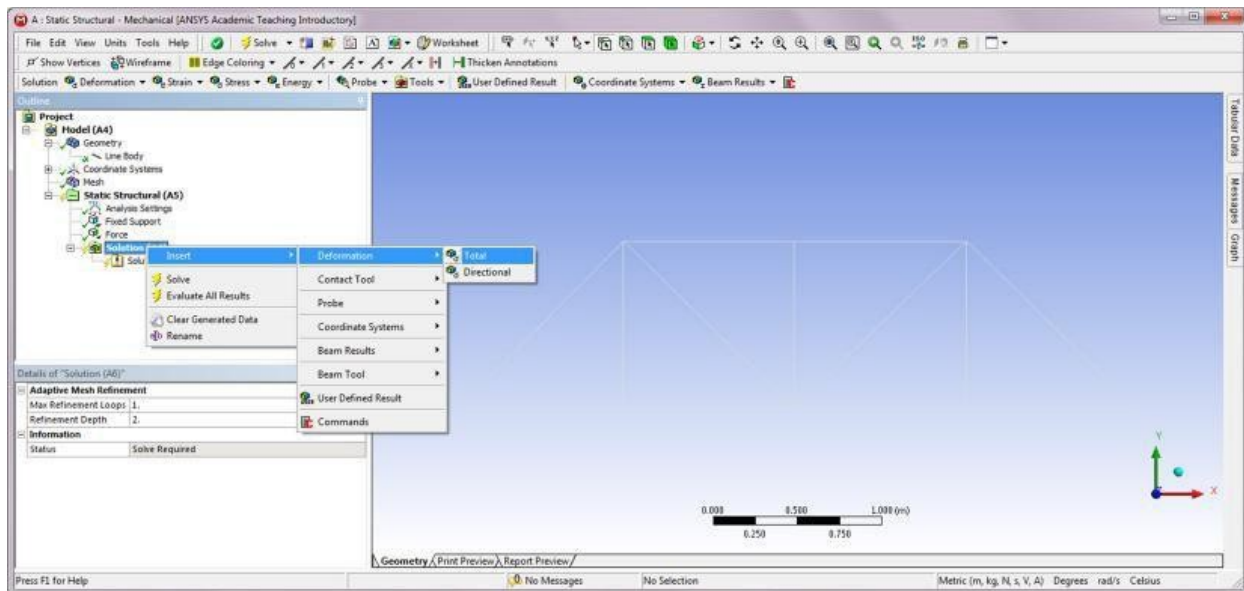 A : Static Structural - Mechanical [ANSYS Academic Teaching Introductory]
File Edit View Units Tools Help Solve Worksheet
Show Vertices Wireframe Edge Coloring Thicken Annotations
Solution Deformation Strain Stress Energy Probe Tools User Defined Result Coordinate Systems Beam Results
Outline
Project
Model (A4)
Geometry
Line Body
Coordinate Systems
Mesh
Static Structural (A5)
Analysis Settings
Fixed Support
Force
Solution
Solu
Insert
Solve
Evaluate All Results
Clear Generated Data
Rename
Deformation
Contact Tool
Probe
Coordinate Systems
Beam Results
Beam Tool
User Defined Result
Commands
Total
Directional
Details of "Solution (A6)"
Adaptive Mesh Refinement
Max Refinement Loops 1.
Refinement Depth 2.
Information
Status Solve Required
Tabular Data
Messages
Graph
Y
X
0.000 0.500 1.000 (m)
0.250 0.750
Geometry Print Preview Report Preview
Press F1 for Help No Messages No Selection Metric (m, kg, N, s, V, A) Degrees rad/s Celsius